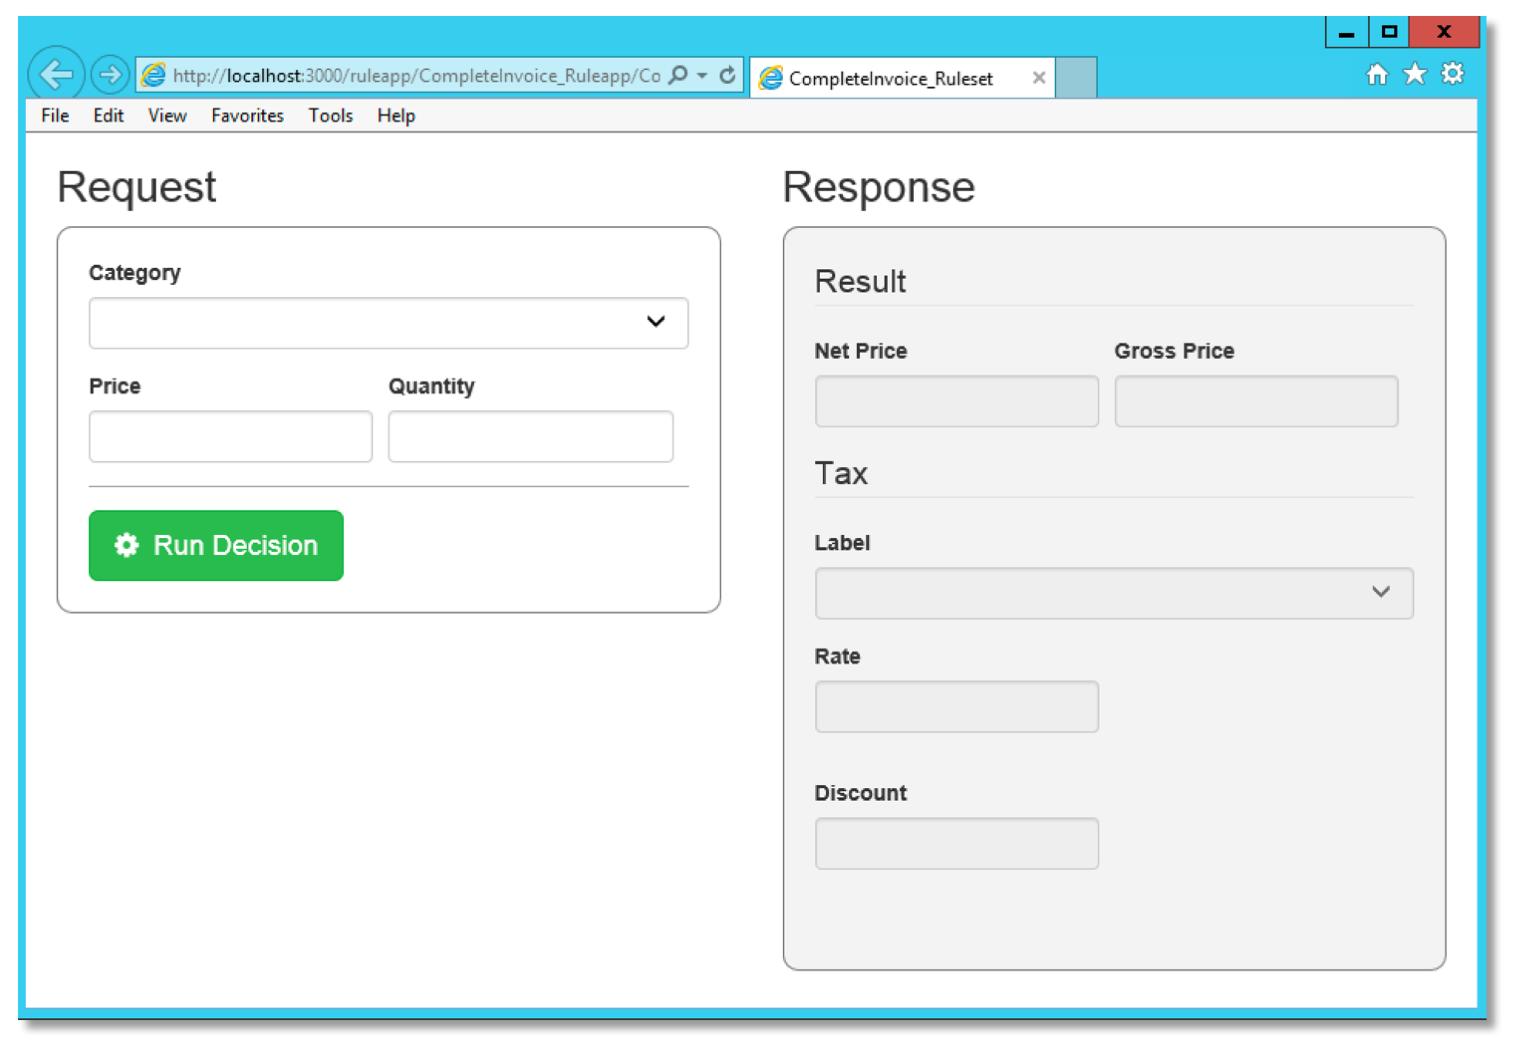 http://localhost:3000/ruleapp/CompleteInvoice_Ruleapp/Co
CompleteInvoice_Ruleset
File Edit View Favorites Tools Help
Request
Category
Price Quantity
Run Decision
Response
Result
Net Price Gross Price
Tax
Label
Rate
Discount